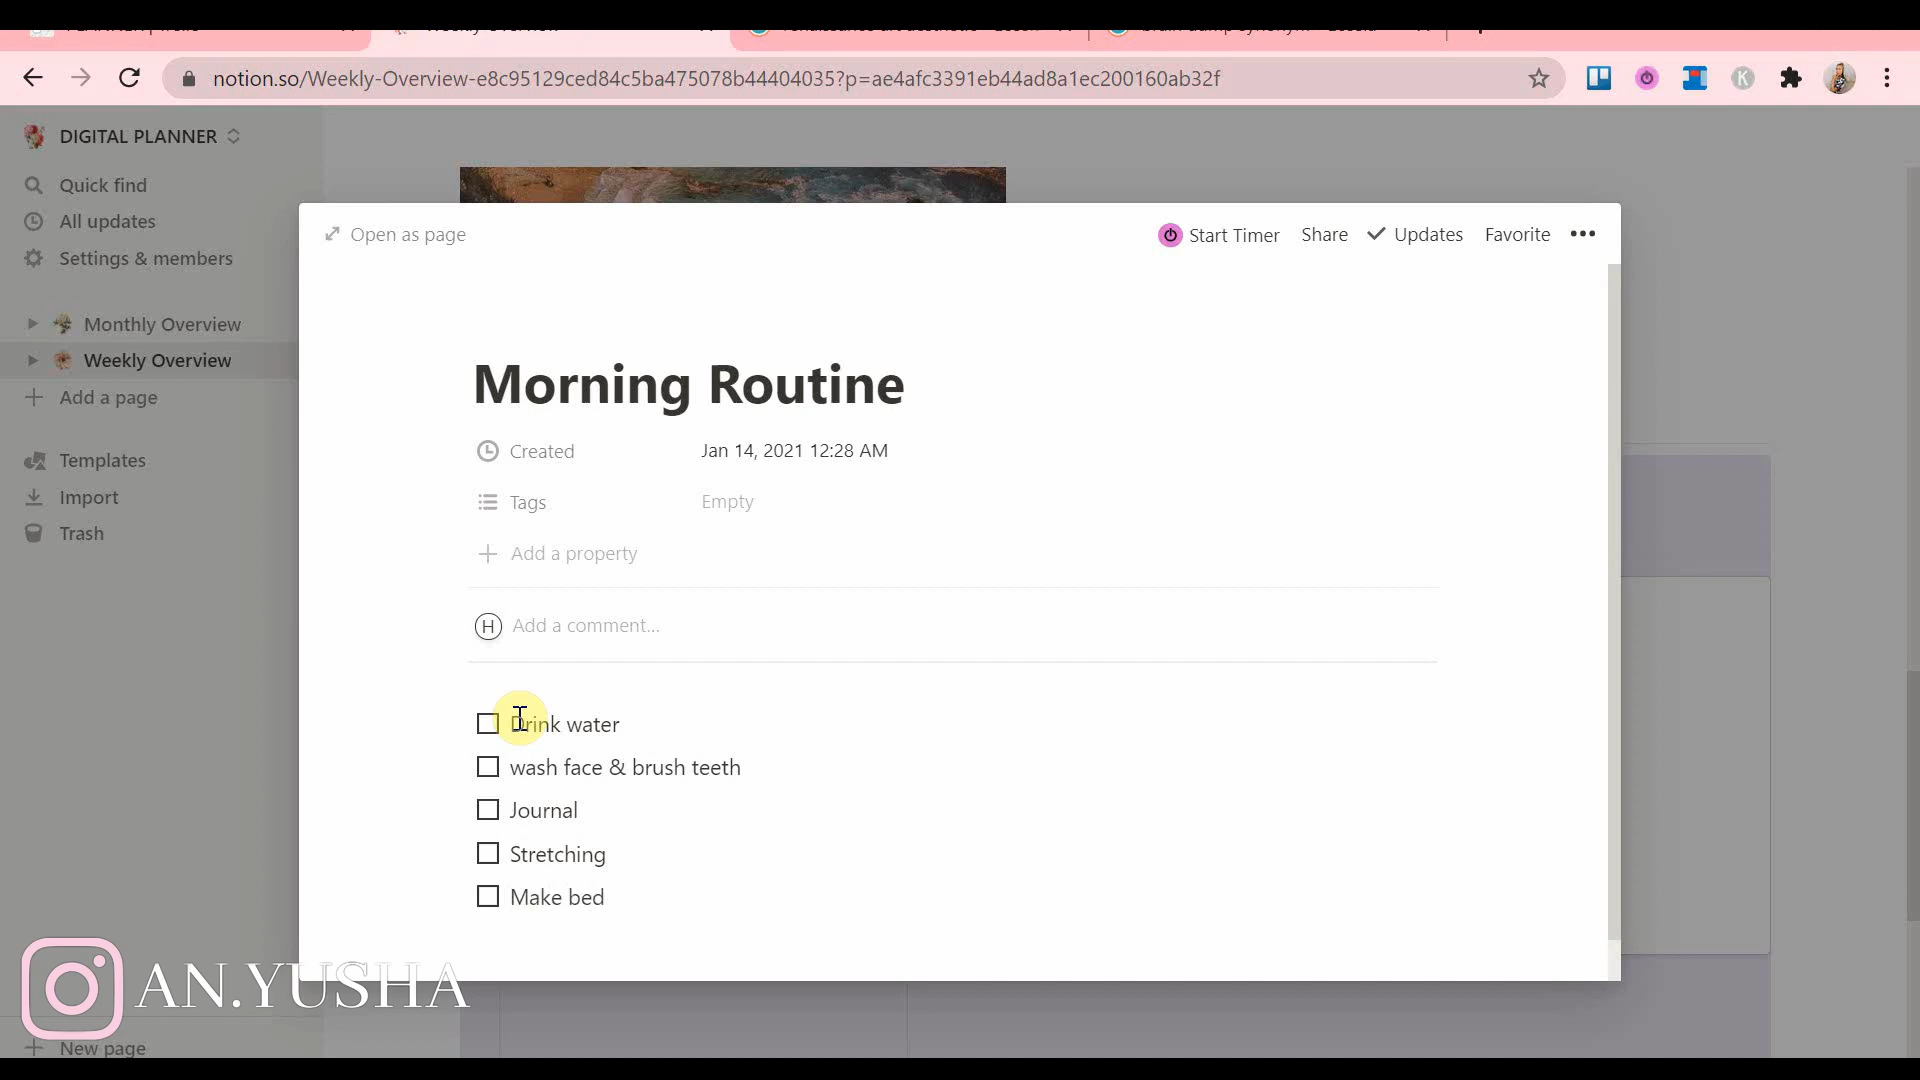 notion.so/Weekly-Overview-e8c95129ced84c5ba475078b44404035?p=ae4afc3391eb44ad8a1ec200160ab32f
K
DIGITAL PLANNER
Quick find
All updates
Settings & members
Monthly Overview
Weekly Overview
Add a page
Templates
Import
Trash
New page
Open as page
Start Timer Share Updates Favorite
Morning Routine
Created Jan 14, 2021 12:28 AM
Tags Empty
Add a property
H Add a comment...
Drink water
wash face & brush teeth
Journal
Stretching
Make bed
AN.YUSHA